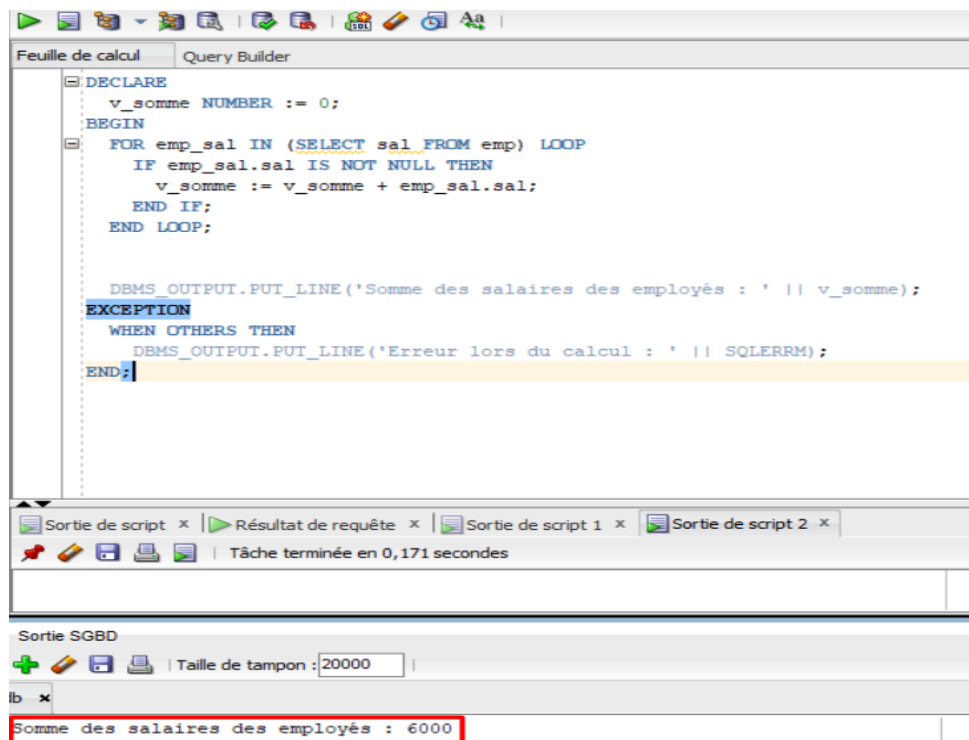 Feuille de calcul Query Builder
DECLARE
v_somme NUMBER := 0;
BEGIN
FOR emp_sal IN (SELECT sal FROM emp) LOOP
IF emp_sal.sal IS NOT NULL THEN
v_somme := v_somme + emp_sal.sal;
END IF;
END LOOP;
DBMS_OUTPUT.PUT_LINE('Somme des salaires des employés : ' || v_somme);
EXCEPTION
WHEN OTHERS THEN
DBMS_OUTPUT.PUT_LINE('Erreur lors du calcul : ' || SQLERRM);
END;
Sortie de script × Résultat de requête × Sortie de script 1 × Sortie de script 2 ×
Tâche terminée en 0,171 secondes
Sortie SGBD
Taille de tampon : 20000
lb ×
Somme des salaires des employés : 6000